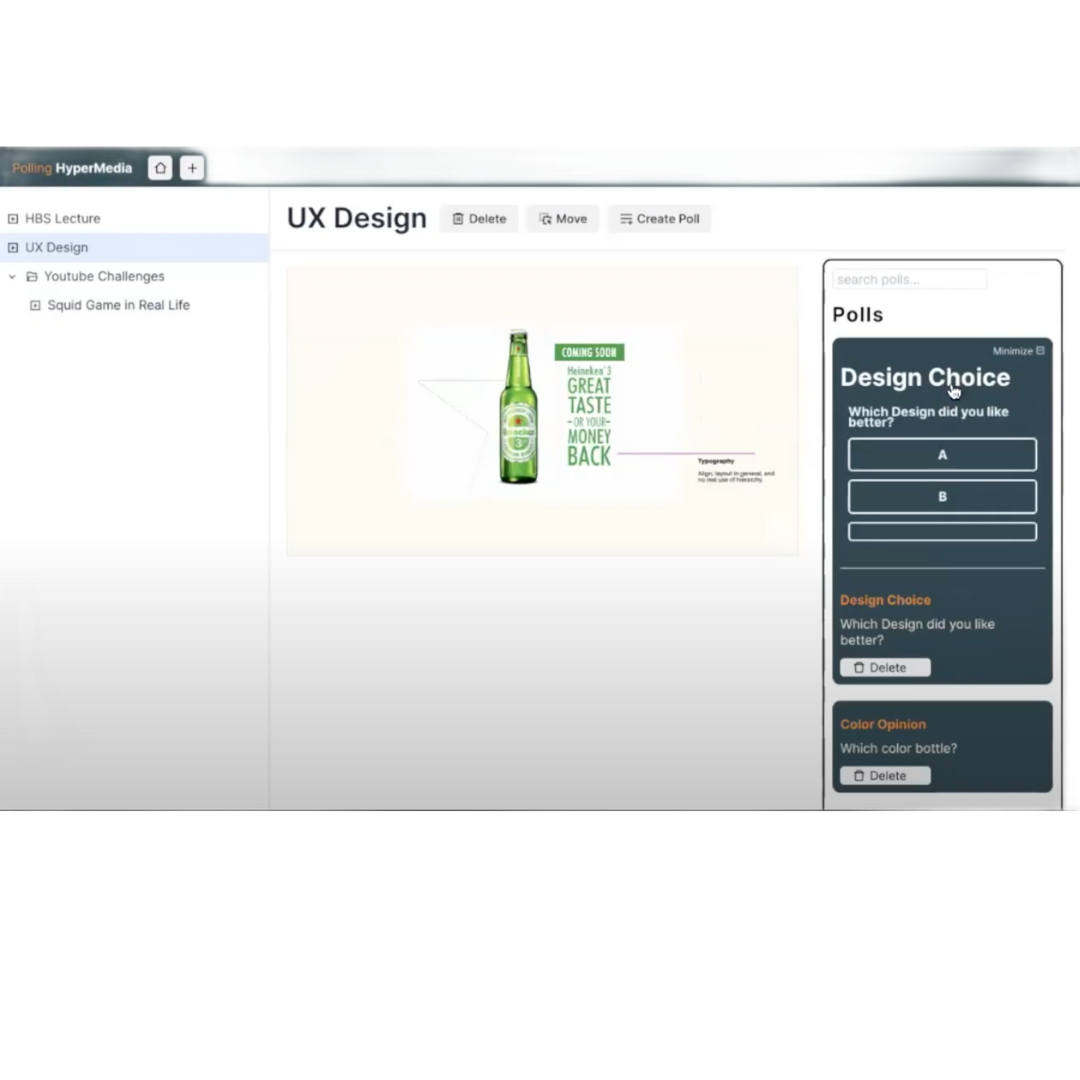 Polling HyperMedia
HBS Lecture
UX Design
Youtube Challenges
Squid Game in Real Life
UX Design
Delete
Move
Create Poll
COMING SOON
Heineken® 3
GREAT
TASTE
-OR YOUR-
MONEY
BACK
Heineken
3
Typography
Align, layout in general, and
no real use of hierarchy
search polls...
Polls
Minimize
Design Choice
Which Design did you like
better?
A
B
Design Choice
Which Design did you like
better?
Delete
Color Opinion
Which color bottle?
Delete